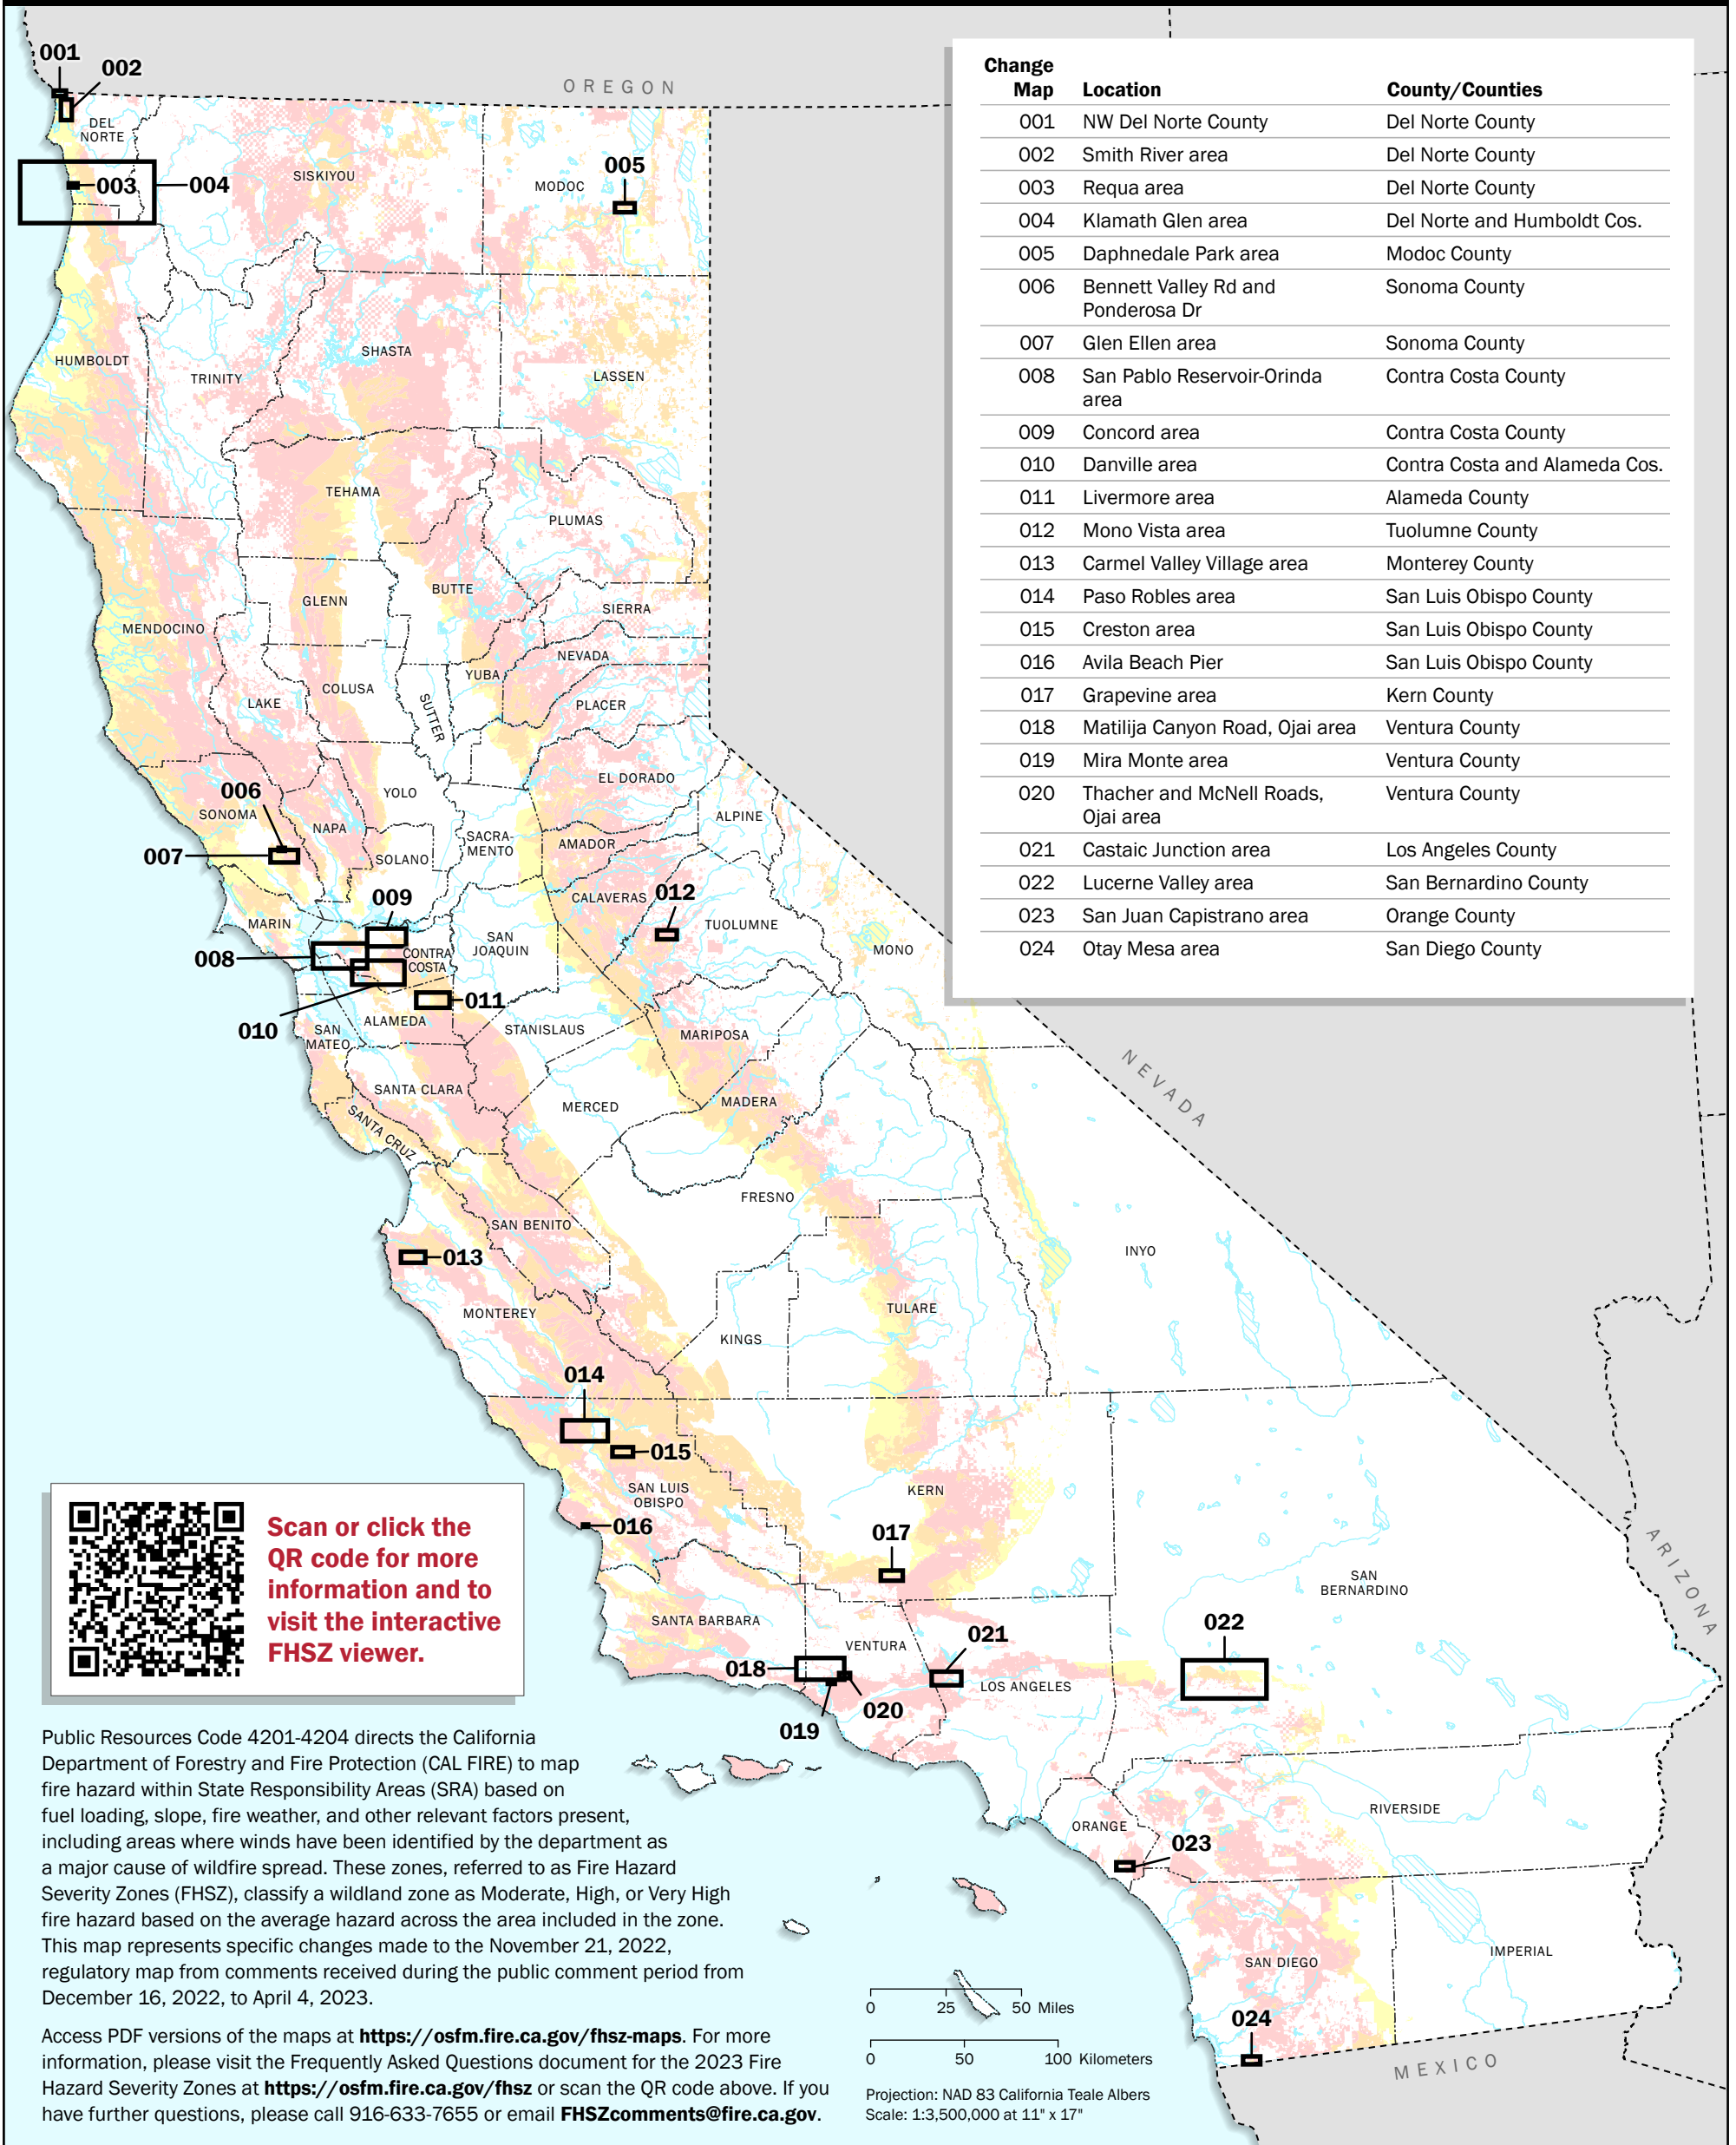 Change
Map Location County/Counties
001 NW Del Norte County Del Norte County
002 Smith River area Del Norte County
003 Requa area Del Norte County
004 Klamath Glen area Del Norte and Humboldt Cos.
005 Daphnedale Park area Modoc County
006 Bennett Valley Rd and Sonoma County
Ponderosa Dr
007 Glen Ellen area Sonoma County
008 San Pablo Reservoir-Orinda Contra Costa County
area
009 Concord area Contra Costa County
010 Danville area Contra Costa and Alameda Cos.
011 Livermore area Alameda County
012 Mono Vista area Tuolumne County
013 Carmel Valley Village area Monterey County
014 Paso Robles area San Luis Obispo County
015 Creston area San Luis Obispo County
016 Avila Beach Pier San Luis Obispo County
017 Grapevine area Kern County
018 Matilija Canyon Road, Ojai area Ventura County
019 Mira Monte area Ventura County
020 Thacher and McNell Roads, Ventura County
Ojai area
021 Castaic Junction area Los Angeles County
022 Lucerne Valley area San Bernardino County
023 San Juan Capistrano area Orange County
024 Otay Mesa area San Diego County
001
002
OREGON
DEL
NORTE
003
004
SISKIYOU
MODOC
005
HUMBOLDT
TRINITY
SHASTA
LASSEN
TEHAMA
PLUMAS
GLENN
BUTTE
SIERRA
MENDOCINO
NEVADA
YUBA
COLUSA
LAKE
SUTTER
PLACER
EL DORADO
006
YOLO
SONOMA
NAPA
ALPINE
SACRA-
MENTO
AMADOR
007
SOLANO
009
CALAVERAS
012
MARIN
TUOLUMNE
SAN
JOAQUIN
MONO
CONTRA
COSTA
008
011
010
ALAMEDA
SAN
MATEO
STANISLAUS
MARIPOSA
NEVADA
SANTA CLARA
MERCED
MADERA
SANTA CRUZ
FRESNO
SAN BENITO
INYO
013
MONTEREY
TULARE
KINGS
014
015
SAN LUIS
OBISPO
KERN
016
017
ARIZONA
SAN
BERNARDINO
SANTA BARBARA
022
VENTURA
021
018
LOS ANGELES
020
019
RIVERSIDE
ORANGE
023
IMPERIAL
SAN DIEGO
024
MEXICO
Scan or click the
QR code for more
information and to
visit the interactive
FHSZ viewer.
Public Resources Code 4201-4204 directs the California
Department of Forestry and Fire Protection (CAL FIRE) to map
fire hazard within State Responsibility Areas (SRA) based on
fuel loading, slope, fire weather, and other relevant factors present,
including areas where winds have been identified by the department as
a major cause of wildfire spread. These zones, referred to as Fire Hazard
Severity Zones (FHSZ), classify a wildland zone as Moderate, High, or Very High
fire hazard based on the average hazard across the area included in the zone.
This map represents specific changes made to the November 21, 2022,
regulatory map from comments received during the public comment period from
December 16, 2022, to April 4, 2023.
Access PDF versions of the maps at https://osfm.fire.ca.gov/fhsz-maps. For more
information, please visit the Frequently Asked Questions document for the 2023 Fire
Hazard Severity Zones at https://osfm.fire.ca.gov/fhsz or scan the QR code above. If you
have further questions, please call 916-633-7655 or email FHSZcomments@fire.ca.gov.
0 25 50 Miles
0 50 100 Kilometers
Projection: NAD 83 California Teale Albers
Scale: 1:3,500,000 at 11" x 17"